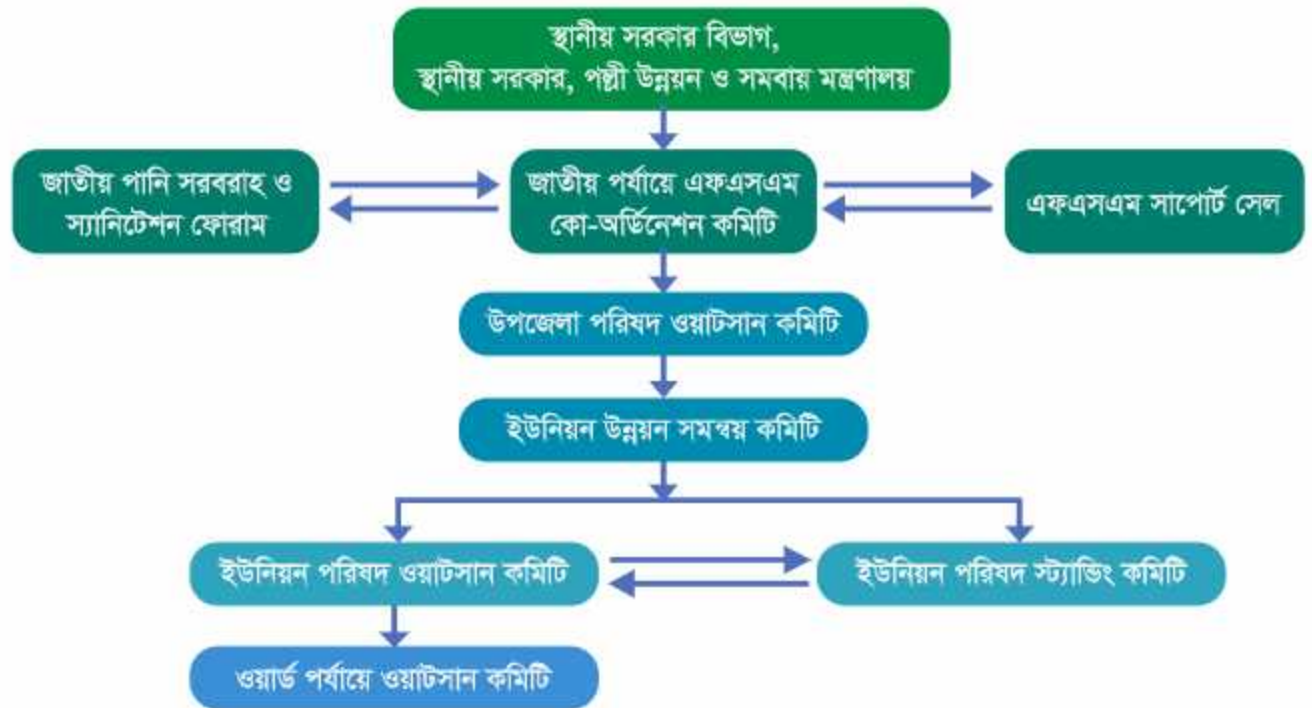 স্থানীয় সরকার বিভাগ,
স্থানীয় সরকার, পল্লী উন্নয়ন ও সমবায় মন্ত্রণালয়
জাতীয় পানি সরবরাহ ও
স্যানিটেশন ফোরাম
জাতীয় পর্যায়ে এফএসএম
কো-অর্ডিনেশন কমিটি
এফএসএম সাপোর্ট সেল
উপজেলা পরিষদ ওয়াটসান কমিটি
ইউনিয়ন উন্নয়ন সমন্বয় কমিটি
ইউনিয়ন পরিষদ ওয়াটসান কমিটি
ইউনিয়ন পরিষদ স্ট্যান্ডিং কমিটি
ওয়ার্ড পর্যায়ে ওয়াটসান কমিটি